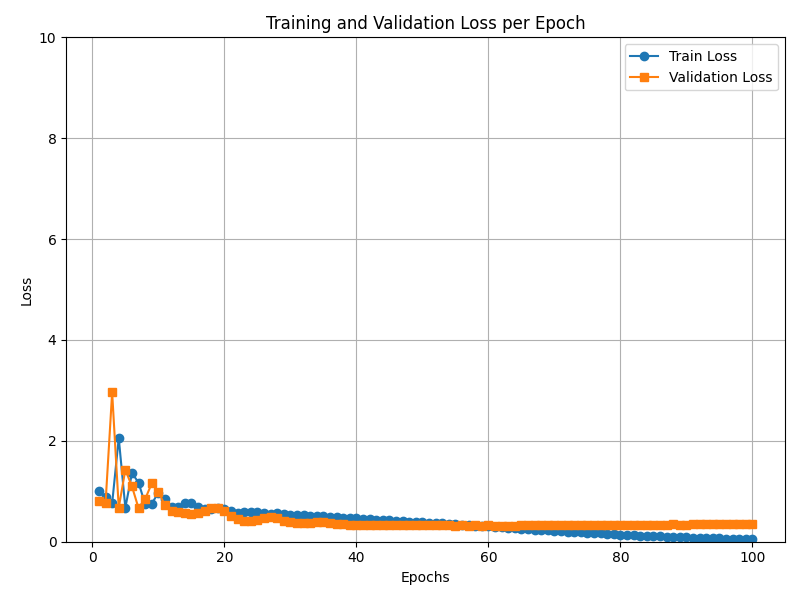 Training and Validation Loss per Epoch
10
8
6
4
2
0
Loss
Train Loss
Validation Loss
0 20 40 60 80 100
Epochs